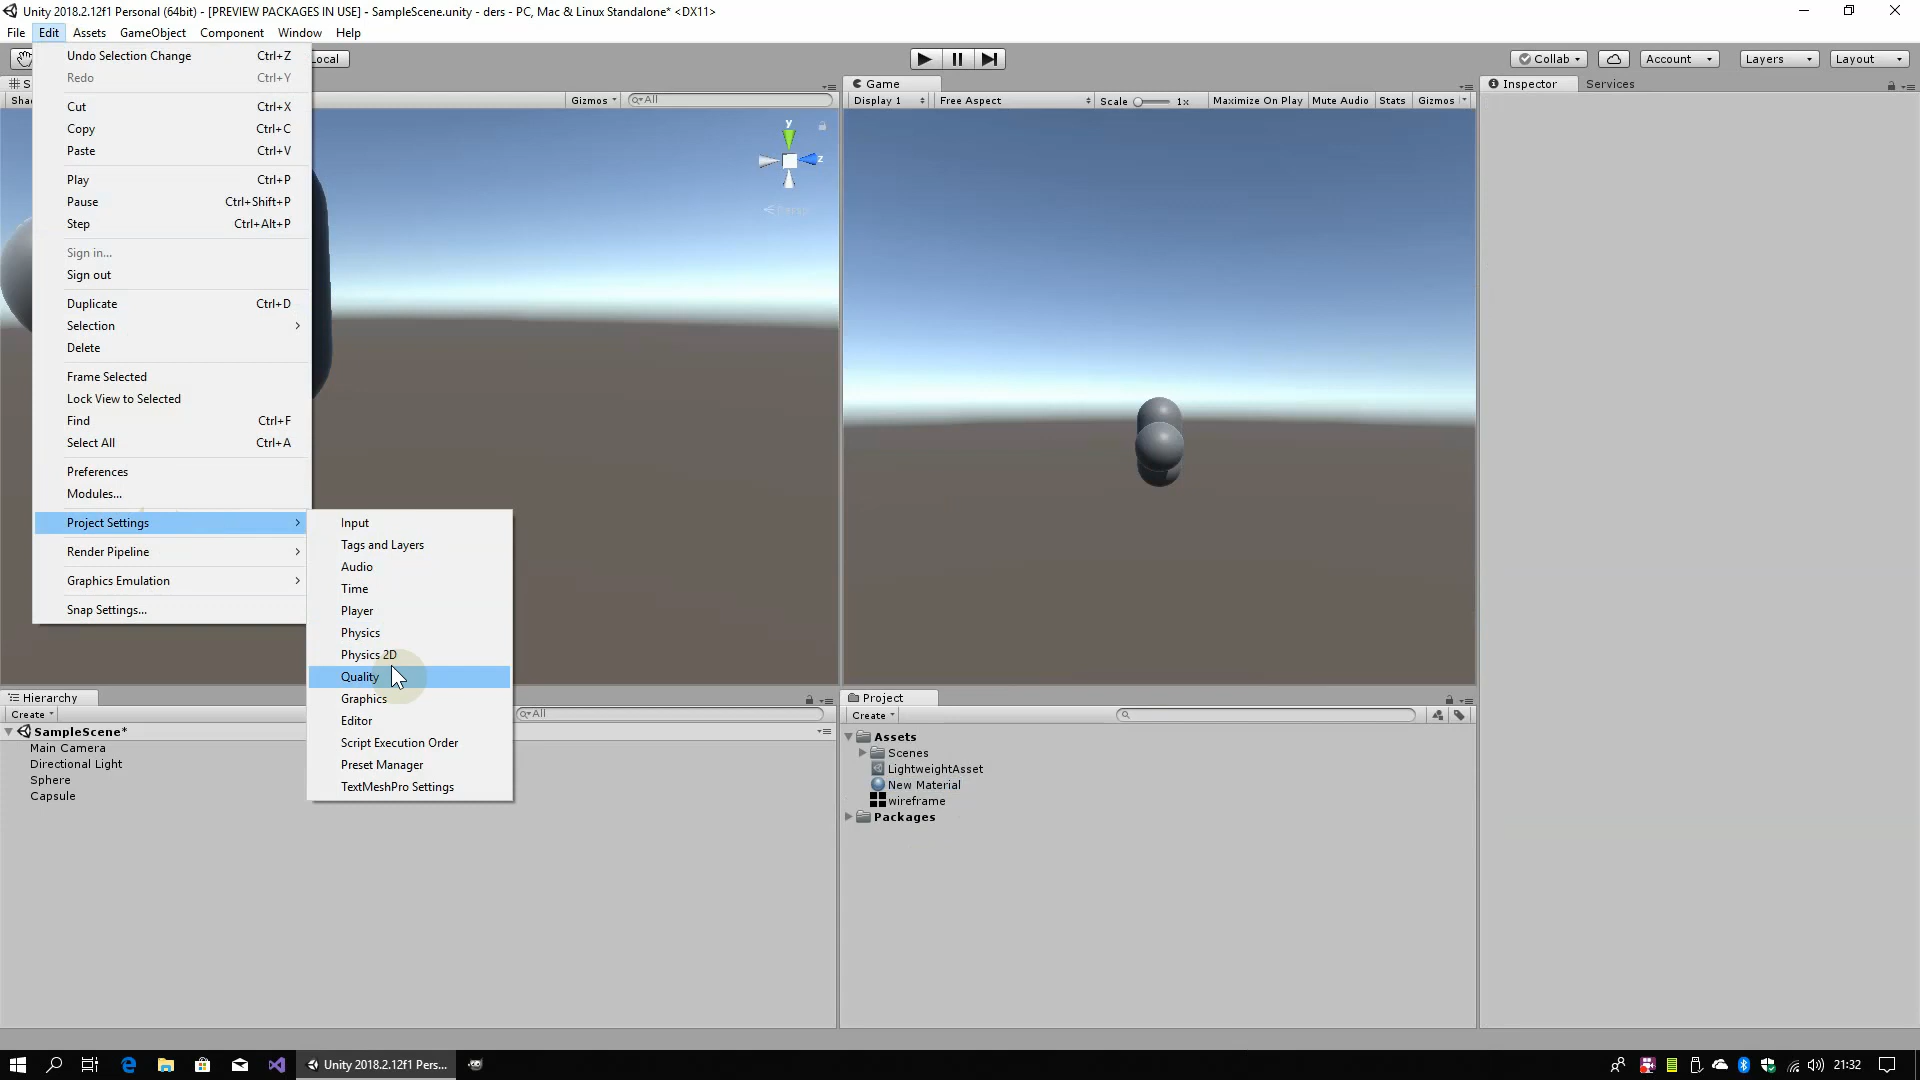 Unity 2018.2.12f1 Personal (64bit) - [PREVIEW PACKAGES IN USE] - SampleScene.unity - ders - PC, Mac & Linux Standalone* <DX11>
File Edit Assets GameObject Component Window Help
Local
Collab Account Layers Layout
Undo Selection Change Ctrl+Z
Redo Ctrl+Y
Cut Ctrl+X
Copy Ctrl+C
Paste Ctrl+V
Play Ctrl+P
Pause Ctrl+Shift+P
Step Ctrl+Alt+P
Sign in...
Sign out
Duplicate Ctrl+D
Selection
Delete
Frame Selected
Lock View to Selected
Find Ctrl+F
Select All Ctrl+A
Preferences
Modules...
Project Settings
Render Pipeline
Graphics Emulation
Snap Settings...
Input
Tags and Layers
Audio
Time
Player
Physics
Physics 2D
Quality
Graphics
Editor
Script Execution Order
Preset Manager
TextMeshPro Settings
S
Shad
Gizmos All
y
z
Persp
Game
Display 1 Free Aspect Scale 1x Maximize On Play Mute Audio Stats Gizmos
Inspector Services
Hierarchy
Create All
SampleScene*
Main Camera
Directional Light
Sphere
Capsule
Project
Create
Assets
Scenes
LightweightAsset
New Material
wireframe
Packages
Unity 2018.2.12f1 Pers...
21:32